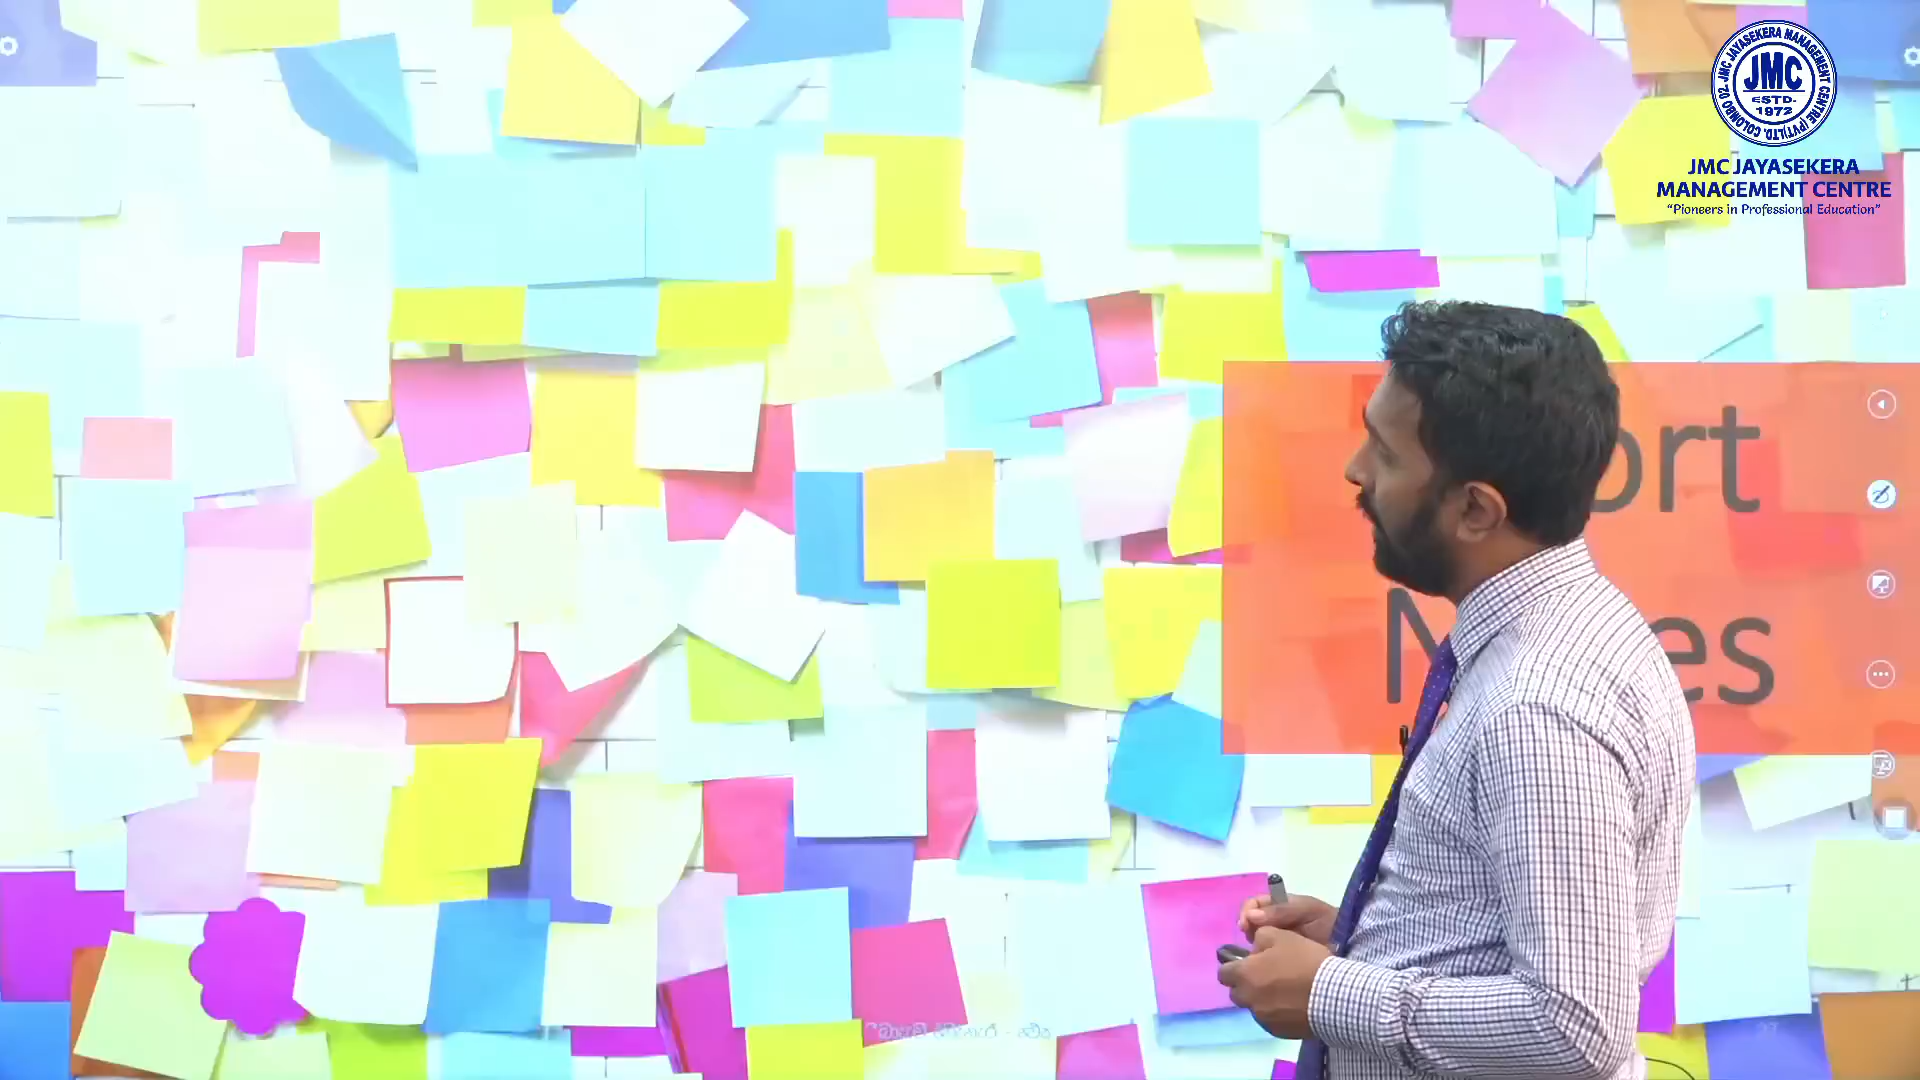 JMC JAYASEKERA MANAGEMENT CENTRE (PVT)LTD. COLOMBO 02.
JMC
ESTD-
1972
JMC JAYASEKERA
MANAGEMENT CENTRE
“Pioneers in Professional Education”
ort
N es